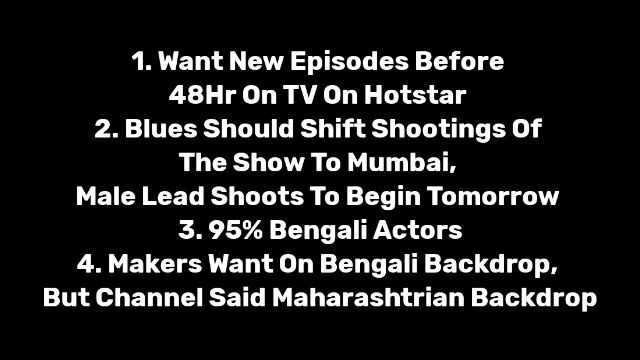 1. Want New Episodes Before
48Hr On TV On Hotstar
2. Blues Should Shift Shootings Of
The Show To Mumbai,
Male Lead Shoots To Begin Tomorrow
3. 95% Bengali Actors
4. Makers Want On Bengali Backdrop,
But Channel Said Maharashtrian Backdrop